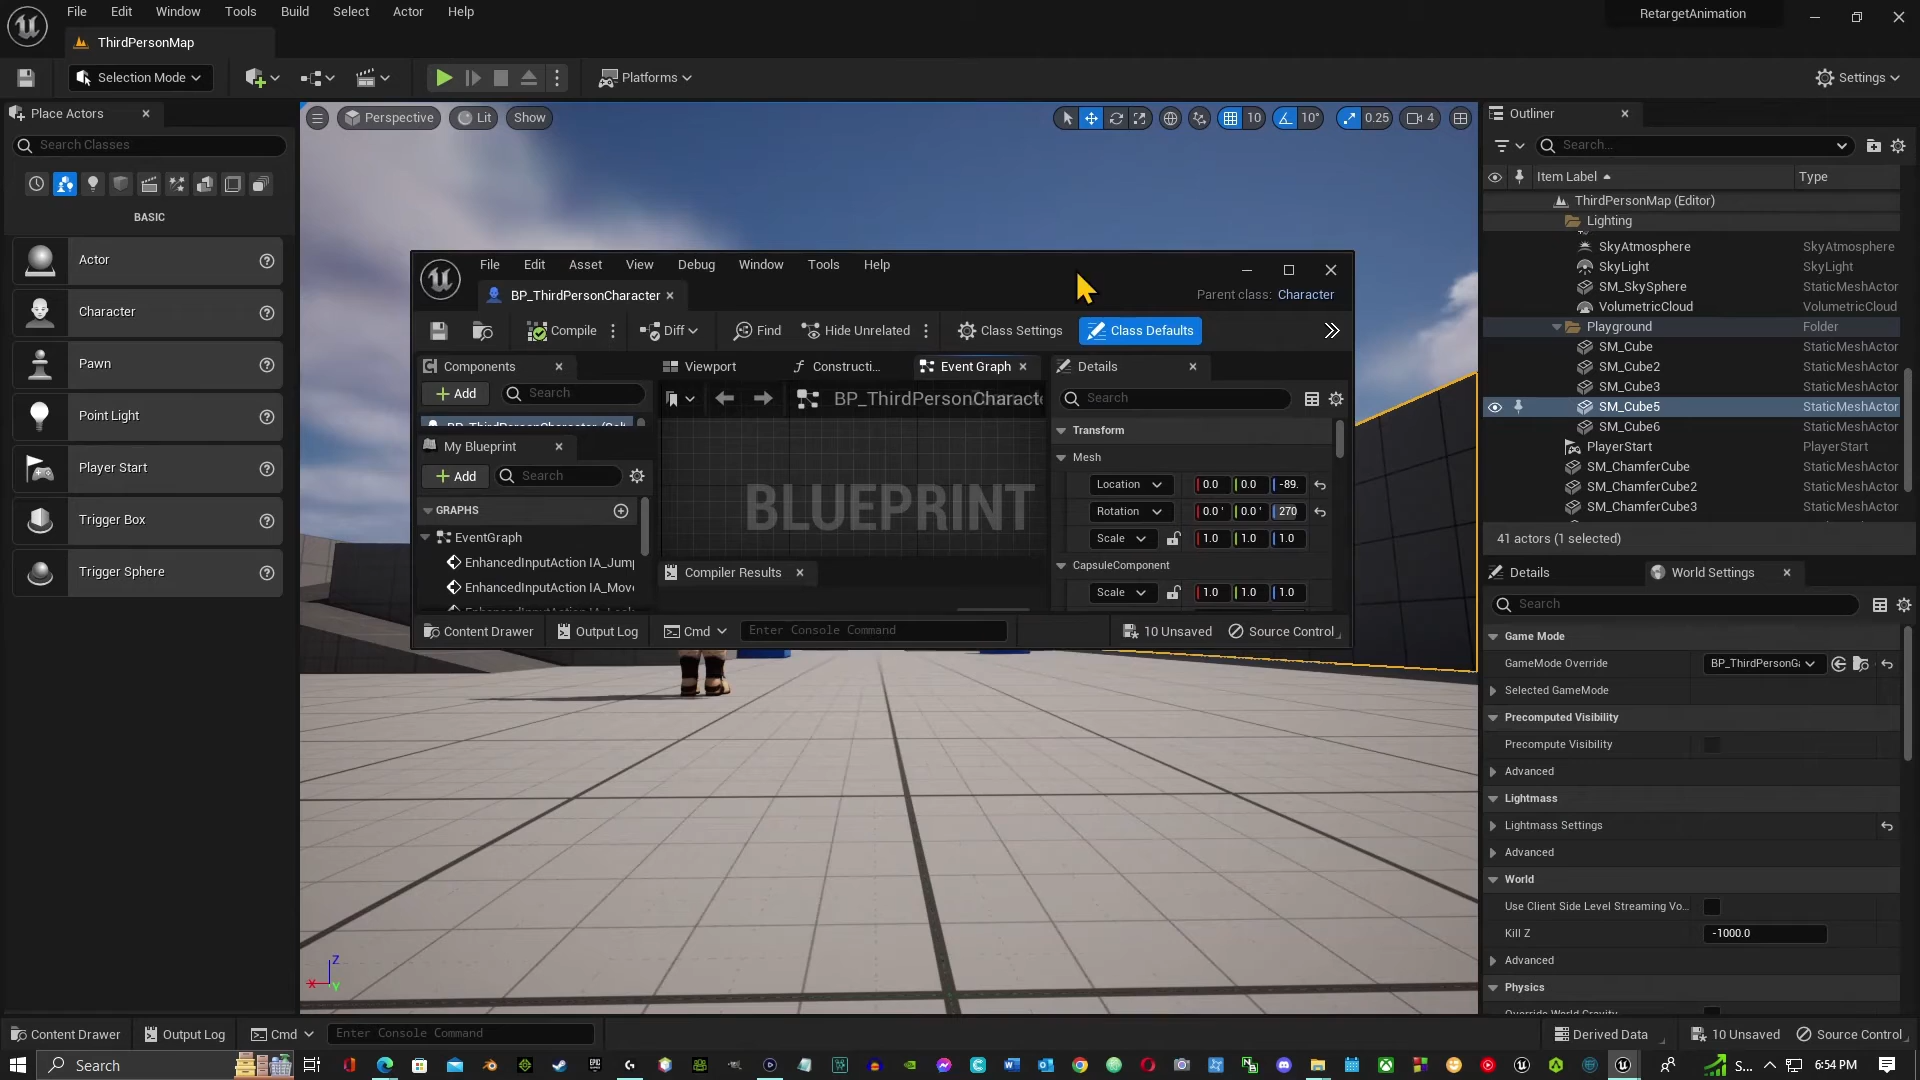 File Edit Window Tools Build Select Actor Help
RetargetAnimation
ThirdPersonMap
Selection Mode
Platforms
Settings
Place Actors
Search Classes
BASIC
Actor
Character
Pawn
Point Light
Player Start
Trigger Box
Trigger Sphere
Perspective
Lit
Show
10
10°
0.25
4
File Edit Asset View Debug Window Tools Help
BP_ThirdPersonCharacter
Parent class: Character
Compile
Diff
Find
Hide Unrelated
Class Settings
Class Defaults
Components
Add
Search
My Blueprint
Add
Search
GRAPHS
EventGraph
EnhancedInputAction IA_Jump
EnhancedInputAction IA_Move
Viewport
Constructi...
Event Graph
BP_ThirdPersonCharacte
BLUEPRINT
Compiler Results
Details
Search
Transform
Mesh
Location 0.0 0.0 -89.
Rotation 0.0 ° 0.0 ° 270
Scale 1.0 1.0 1.0
CapsuleComponent
Scale 1.0 1.0 1.0
Content Drawer
Output Log
Cmd
Enter Console Command
10 Unsaved
Source Control
Outliner
Search...
Item Label
Type
ThirdPersonMap (Editor)
Lighting
SkyAtmosphere SkyAtmosphere
SkyLight SkyLight
SM_SkySphere StaticMeshActor
VolumetricCloud VolumetricCloud
Playground Folder
SM_Cube StaticMeshActor
SM_Cube2 StaticMeshActor
SM_Cube3 StaticMeshActor
SM_Cube5 StaticMeshActor
SM_Cube6 StaticMeshActor
PlayerStart PlayerStart
SM_ChamferCube StaticMeshActor
SM_ChamferCube2 StaticMeshActor
SM_ChamferCube3 StaticMeshActor
41 actors (1 selected)
Details
World Settings
Search
Game Mode
GameMode Override BP_ThirdPersonGa
Selected GameMode
Precomputed Visibility
Precompute Visibility
Advanced
Lightmass
Lightmass Settings
Advanced
World
Use Client Side Level Streaming Vo...
Kill Z -1000.0
Advanced
Physics
Override World Gravity
Z
X
Y
Content Drawer
Output Log
Cmd
Enter Console Command
Derived Data
10 Unsaved
Source Control
Search
S...
6:54 PM